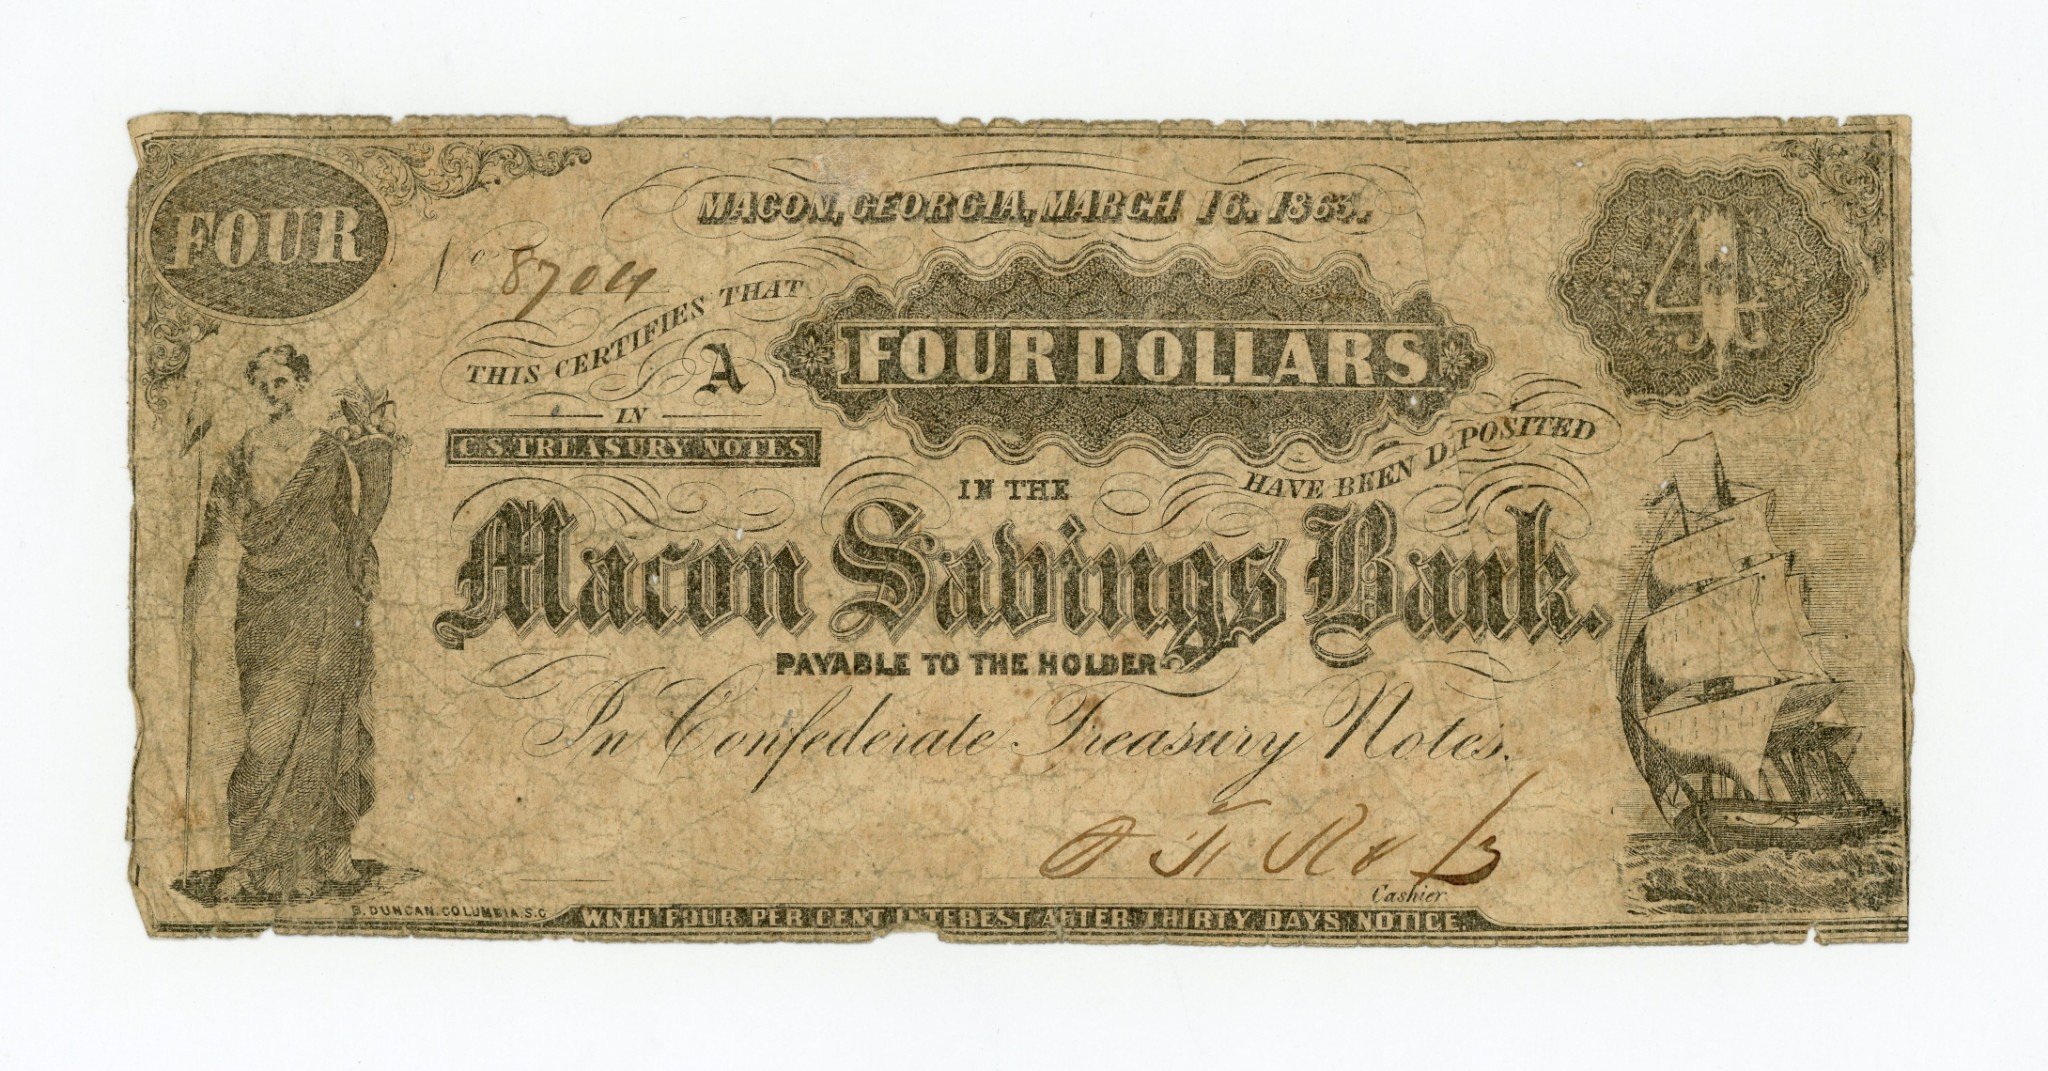 FOUR
MACON, GEORGIA, MARCH 16. 1863.
4
No. 8704
THIS CERTIFIES THAT
A
FOUR DOLLARS
IN
C.S. TREASURY NOTES
HAVE BEEN DEPOSITED
IN THE
Macon Savings Bank.
PAYABLE TO THE HOLDER
In Confederate Treasury Notes.
Cashier
B. DUNCAN, COLUMBIA, S.C.
WITH FOUR PER CENT INTEREST AFTER THIRTY DAYS NOTICE.